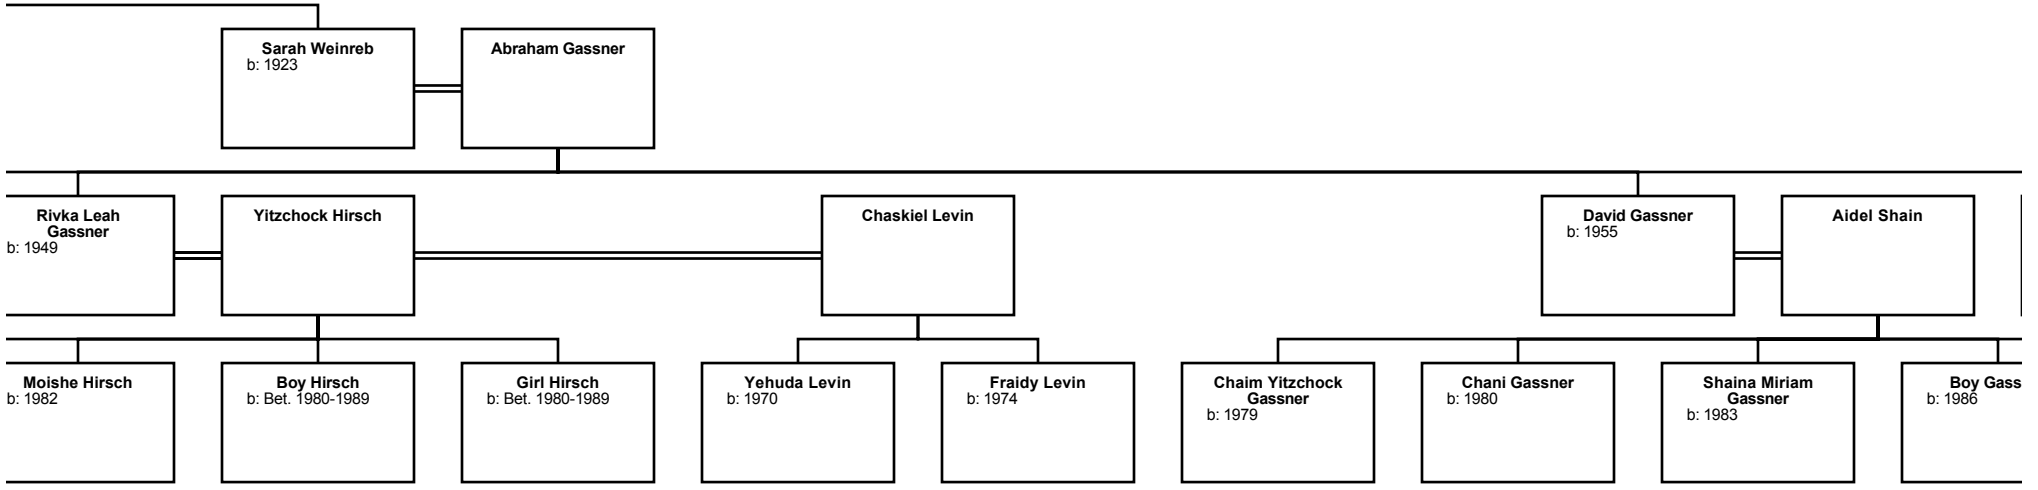 Sarah Weinreb
b: 1923
Abraham Gassner
Rivka Leah
Gassner
b: 1949
Yitzchock Hirsch
Chaskiel Levin
David Gassner
b: 1955
Aidel Shain
Moishe Hirsch
b: 1982
Boy Hirsch
b: Bet. 1980-1989
Girl Hirsch
b: Bet. 1980-1989
Yehuda Levin
b: 1970
Fraidy Levin
b: 1974
Chaim Yitzchock
Gassner
b: 1979
Chani Gassner
b: 1980
Shaina Miriam
Gassner
b: 1983
Boy Gass
b: 1986